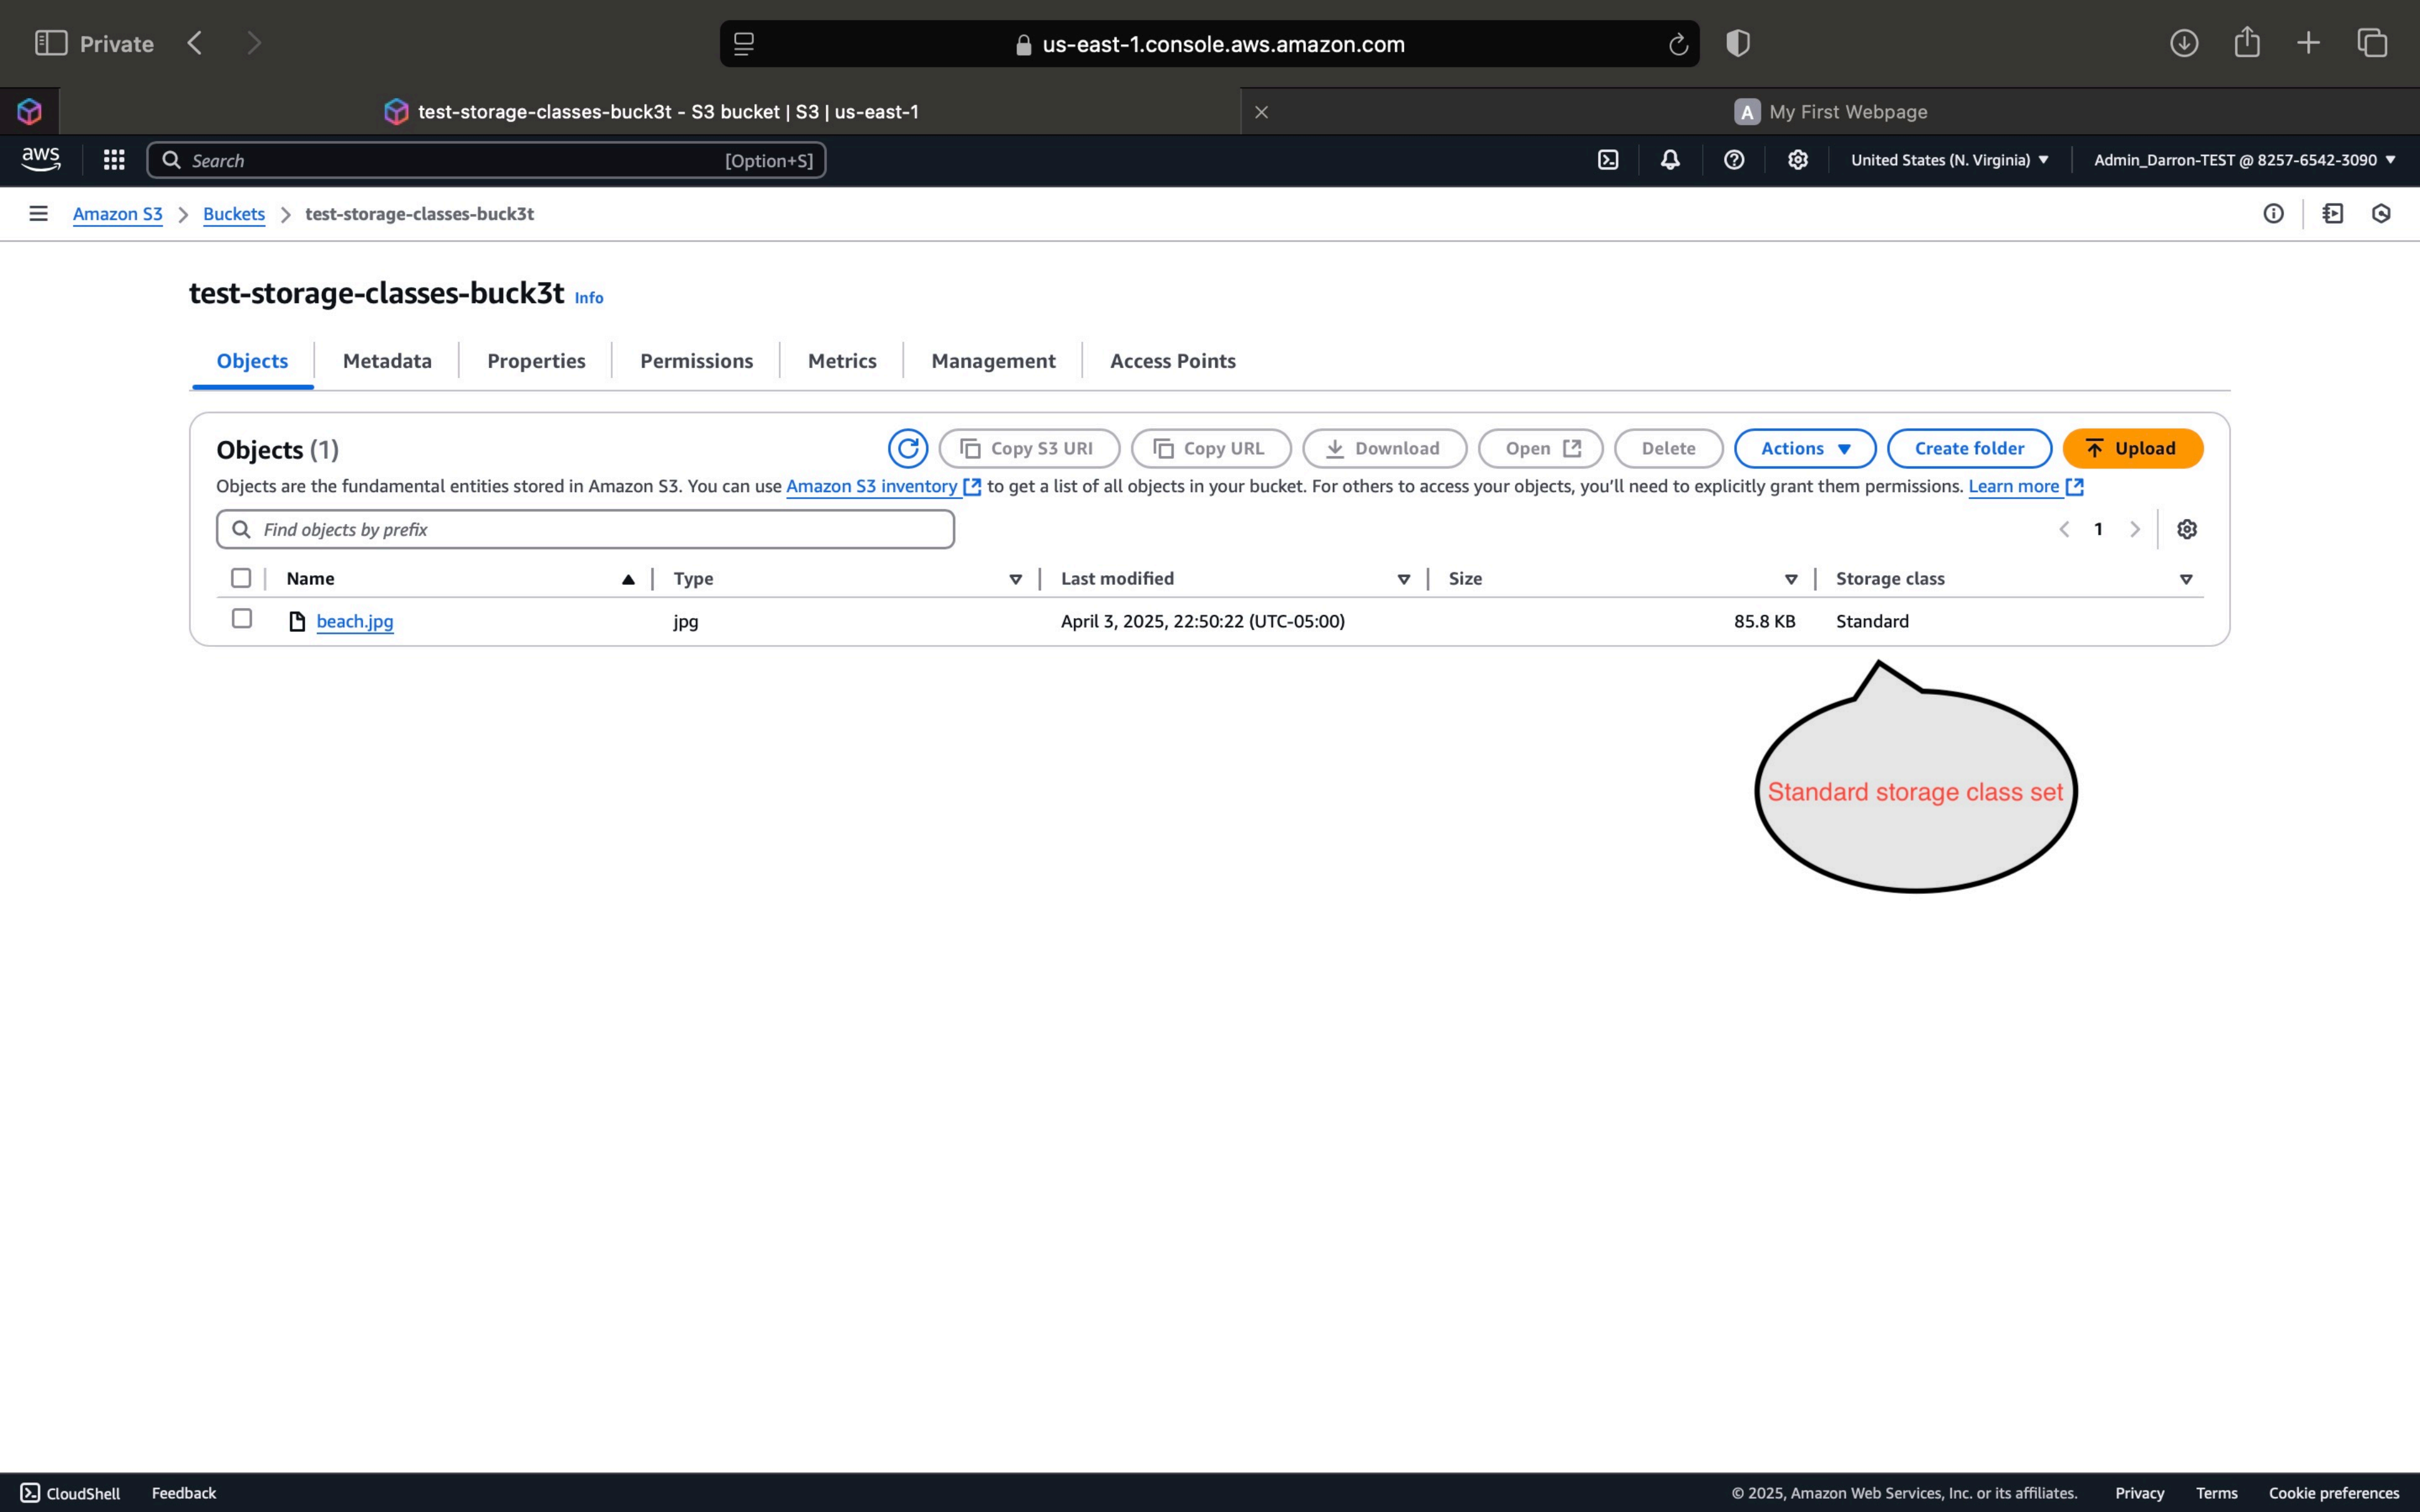 Private
us-east-1.console.aws.amazon.com
test-storage-classes-buck3t - S3 bucket | S3 | us-east-1
A My First Webpage
aws
Search [Option+S]
United States (N. Virginia)
Admin_Darron-TEST @ 8257-6542-3090
Amazon S3 > Buckets > test-storage-classes-buck3t
test-storage-classes-buck3t Info
Objects Metadata Properties Permissions Metrics Management Access Points
Objects (1)
Copy S3 URI Copy URL Download Open Delete Actions Create folder Upload
Objects are the fundamental entities stored in Amazon S3. You can use Amazon S3 inventory to get a list of all objects in your bucket. For others to access your objects, you'll need to explicitly grant them permissions. Learn more
Find objects by prefix
1
Name Type Last modified Size Storage class
beach.jpg jpg April 3, 2025, 22:50:22 (UTC-05:00) 85.8 KB Standard
Standard storage class set
CloudShell Feedback © 2025, Amazon Web Services, Inc. or its affiliates. Privacy Terms Cookie preferences